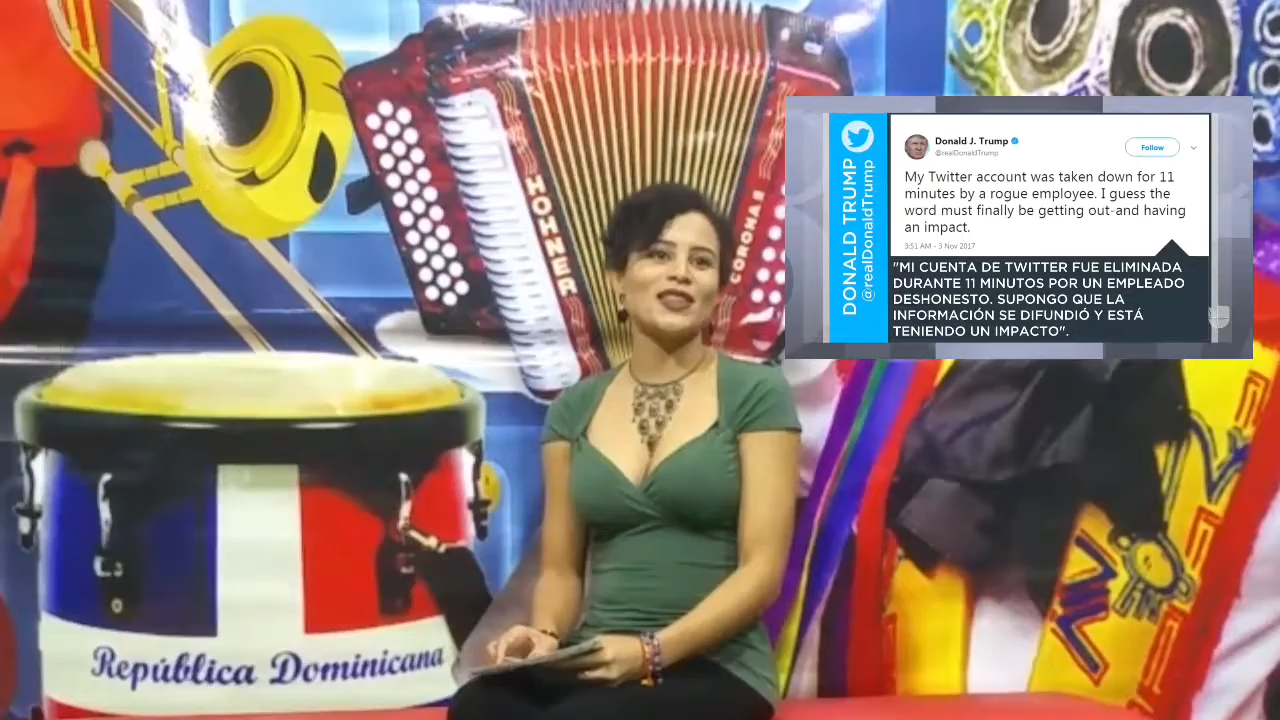 HOHNER
CORONA II
DONALD TRUMP
@realDonaldTrump
Donald J. Trump
@realDonaldTrump
Follow
My Twitter account was taken down for 11
minutes by a rogue employee. I guess the
word must finally be getting out-and having
an impact.
3:51 AM - 3 Nov 2017
"MI CUENTA DE TWITTER FUE ELIMINADA
DURANTE 11 MINUTOS POR UN EMPLEADO
DESHONESTO. SUPONGO QUE LA
INFORMACIÓN SE DIFUNDIÓ Y ESTÁ
TENIENDO UN IMPACTO".
República Dominicana